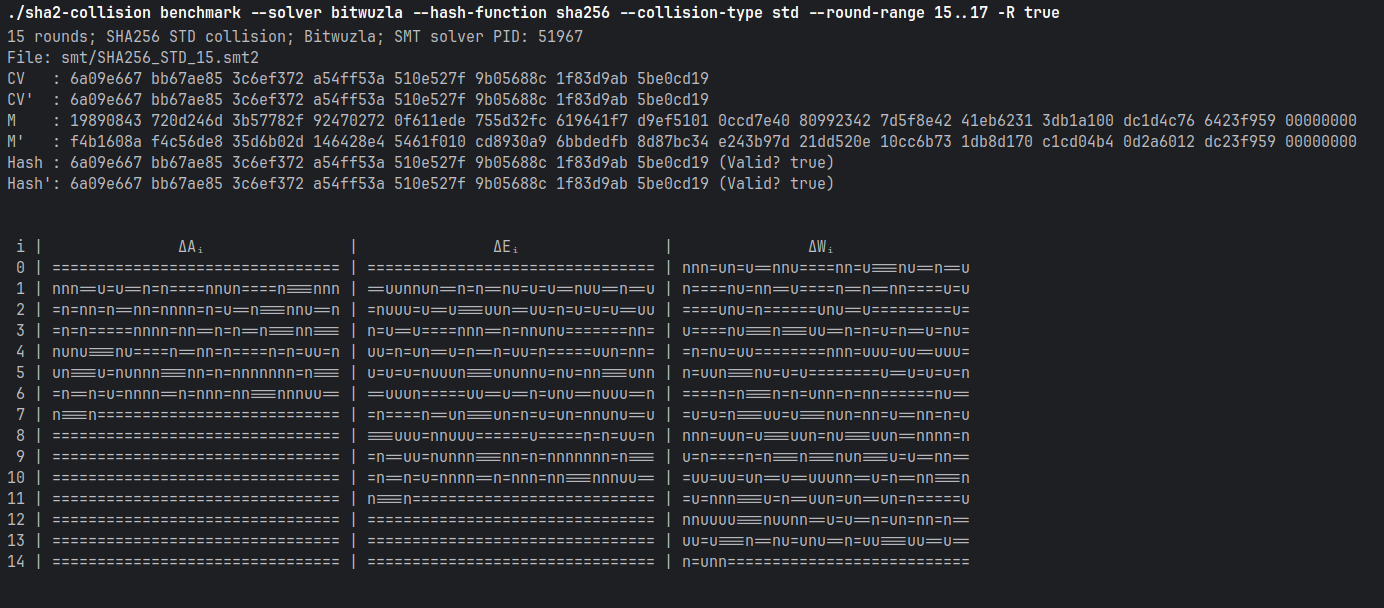 ./sha2-collision benchmark --solver bitwuzla --hash-function sha256 --collision-type std --round-range 15..17 -R true
15 rounds; SHA256 STD collision; Bitwuzla; SMT solver PID: 51967
File: smt/SHA256_STD_15.smt2
CV   : 6a09e667 bb67ae85 3c6ef372 a54ff53a 510e527f 9b05688c 1f83d9ab 5be0cd19
CV'  : 6a09e667 bb67ae85 3c6ef372 a54ff53a 510e527f 9b05688c 1f83d9ab 5be0cd19
M    : 19890843 720d246d 3b57782f 92470272 0f611ede 755d32fc 619641f7 d9ef5101 0ccd7e40 80992342 7d5f8e42 41eb6231 3db1a100 dc1d4c76 6423f959 00000000
M'   : f4b1608a f4c56de8 35d6b02d 146428e4 5461f010 cd8930a9 6bbdedfb 8d87bc34 e243b97d 21dd520e 10cc6b73 1db8d170 c1cd04b4 0d2a6012 dc23f959 00000000
Hash : 6a09e667 bb67ae85 3c6ef372 a54ff53a 510e527f 9b05688c 1f83d9ab 5be0cd19 (Valid? true)
Hash': 6a09e667 bb67ae85 3c6ef372 a54ff53a 510e527f 9b05688c 1f83d9ab 5be0cd19 (Valid? true)
i | ΔAᵢ | ΔEᵢ | ΔWᵢ
0 | ================================ | ================================ | nnn=un=u==nnu====nn=u===nu==n==u
1 | nnn==u=u==n=n====nnun====n===nnn | ==uunnun==n=n==nu=u=u==nuu==n==u | n====nu=nn==u====n==n==nn====u=u
2 | =n=nn=n==nn=nnnn=n=u==n===nnu==n | =nuuu=u==u===uun==uu=n=u=u=u==uu | ====unu=n======unu==u=========u=
3 | =n=n=====nnnn=nn==n=n==n===nn=== | n=u==u====nnn==n=nnunu=======nn= | u====nu===n===uu==n=n=u=n==u=nu=
4 | nunu===nu====n==nn=n====n=n=uu=n | uu=n=un==u=n==n=uu=n=====uun=nn= | =n=nu=uu========nnn=uuu=uu==uuu=
5 | un===u=nunnn===nn=n=nnnnnnn=n=== | u=u=u=nuuun===ununnu=nu=nn===unn | n=uun===nu=u=u========u==u=u=u=n
6 | =n==n=u=nnnn==n=nnn=nn===nnnuu== | ==uuun=====uu==u=n=unu==nuuu==n= | ====n=n===n=n=unn=n=nn======nu==
7 | n===n=========================== | =n====n==un===un=n=u=un=nnunu==u | =u=u=n===uu=u===nun=nn=u==nn=n=u
8 | ================================ | ===uuu=nnuuu======u=====n=n=uu=n | nnn=uun=u===uun=nu===uun==nnnn=n
9 | ================================ | =n==uu=nunnn===nn=n=nnnnnnn=n=== | u=n====n=n===n===nun===u=u==nn==
10 | ================================ | =n==n=u=nnnn==n=nnn=nn===nnnuu== | =uu=uu=un==u==uuunn==u=n==nn===n
11 | ================================ | n===n=========================== | =u=nnn===u=n==uun=un==un=n=====u
12 | ================================ | ================================ | nnuuuu===nuunn==u=u==n=un=nn=n==
13 | ================================ | ================================ | uu=u===n==nu=unu==n=uu===uu==u==
14 | ================================ | ================================ | n=unn===========================